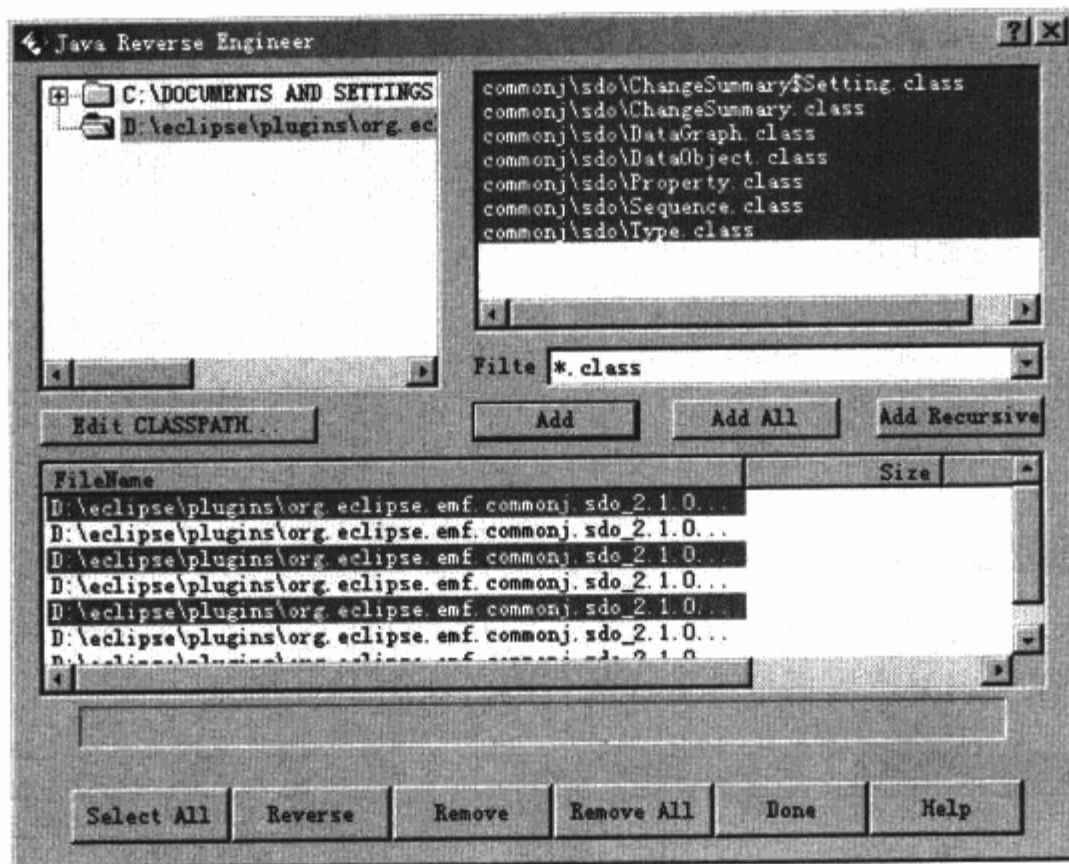 Java Reverse Engineer
C:\DOCUMENTS AND SETTINGS
D:\eclipse\plugins\org.ecl
commonj\sdo\ChangeSummary$Setting.class
commonj\sdo\ChangeSummary.class
commonj\sdo\DataGraph.class
commonj\sdo\DataObject.class
commonj\sdo\Property.class
commonj\sdo\Sequence.class
commonj\sdo\Type.class
Filte *.class
Edit CLASSPATH... Add Add All Add Recursive
FileName Size
D:\eclipse\plugins\org.eclipse.emf.commonj.sdo_2.1.0...
D:\eclipse\plugins\org.eclipse.emf.commonj.sdo_2.1.0...
D:\eclipse\plugins\org.eclipse.emf.commonj.sdo_2.1.0...
D:\eclipse\plugins\org.eclipse.emf.commonj.sdo_2.1.0...
D:\eclipse\plugins\org.eclipse.emf.commonj.sdo_2.1.0...
D:\eclipse\plugins\org.eclipse.emf.commonj.sdo_2.1.0...
Select All Reverse Remove Remove All Done Help